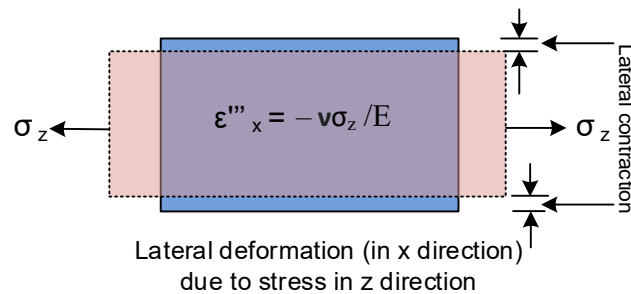 σ z
ε‴ x = – νσz /E
σ z
Lateral contraction
Lateral deformation (in x direction)
due to stress in z direction